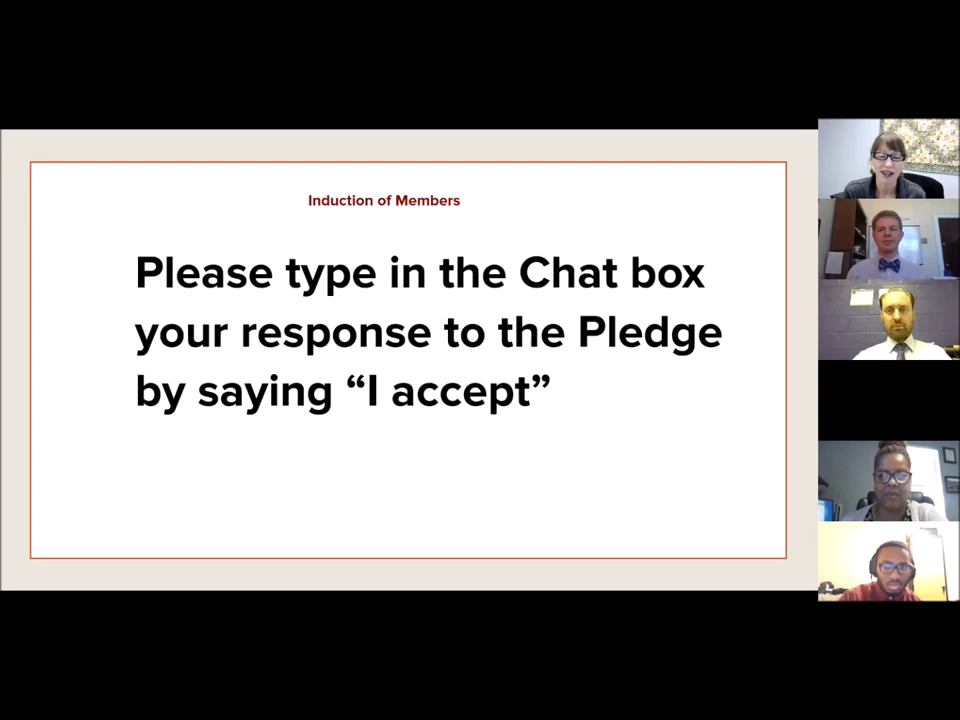 Induction of Members
Please type in the Chat box
your response to the Pledge
by saying “I accept”